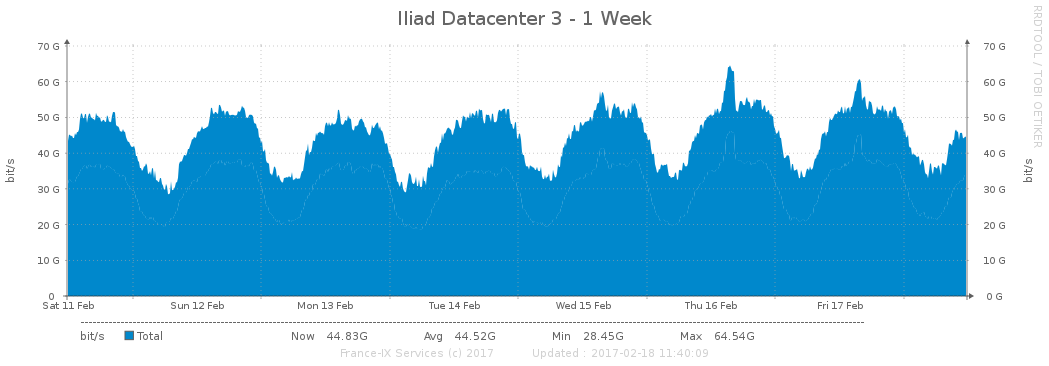 Iliad Datacenter 3 - 1 Week
RRDTOOL / TOBI OETIKER
70 G 70 G
60 G 60 G
50 G 50 G
40 G 40 G
30 G 30 G
20 G 20 G
10 G 10 G
0 0 G
bit/s
bit/s
Sat 11 Feb Sun 12 Feb Mon 13 Feb Tue 14 Feb Wed 15 Feb Thu 16 Feb Fri 17 Feb
bit/s Total Now 44.83G Avg 44.52G Min 28.45G Max 64.54G
France-IX Services (c) 2017 Updated : 2017-02-18 11:40:09